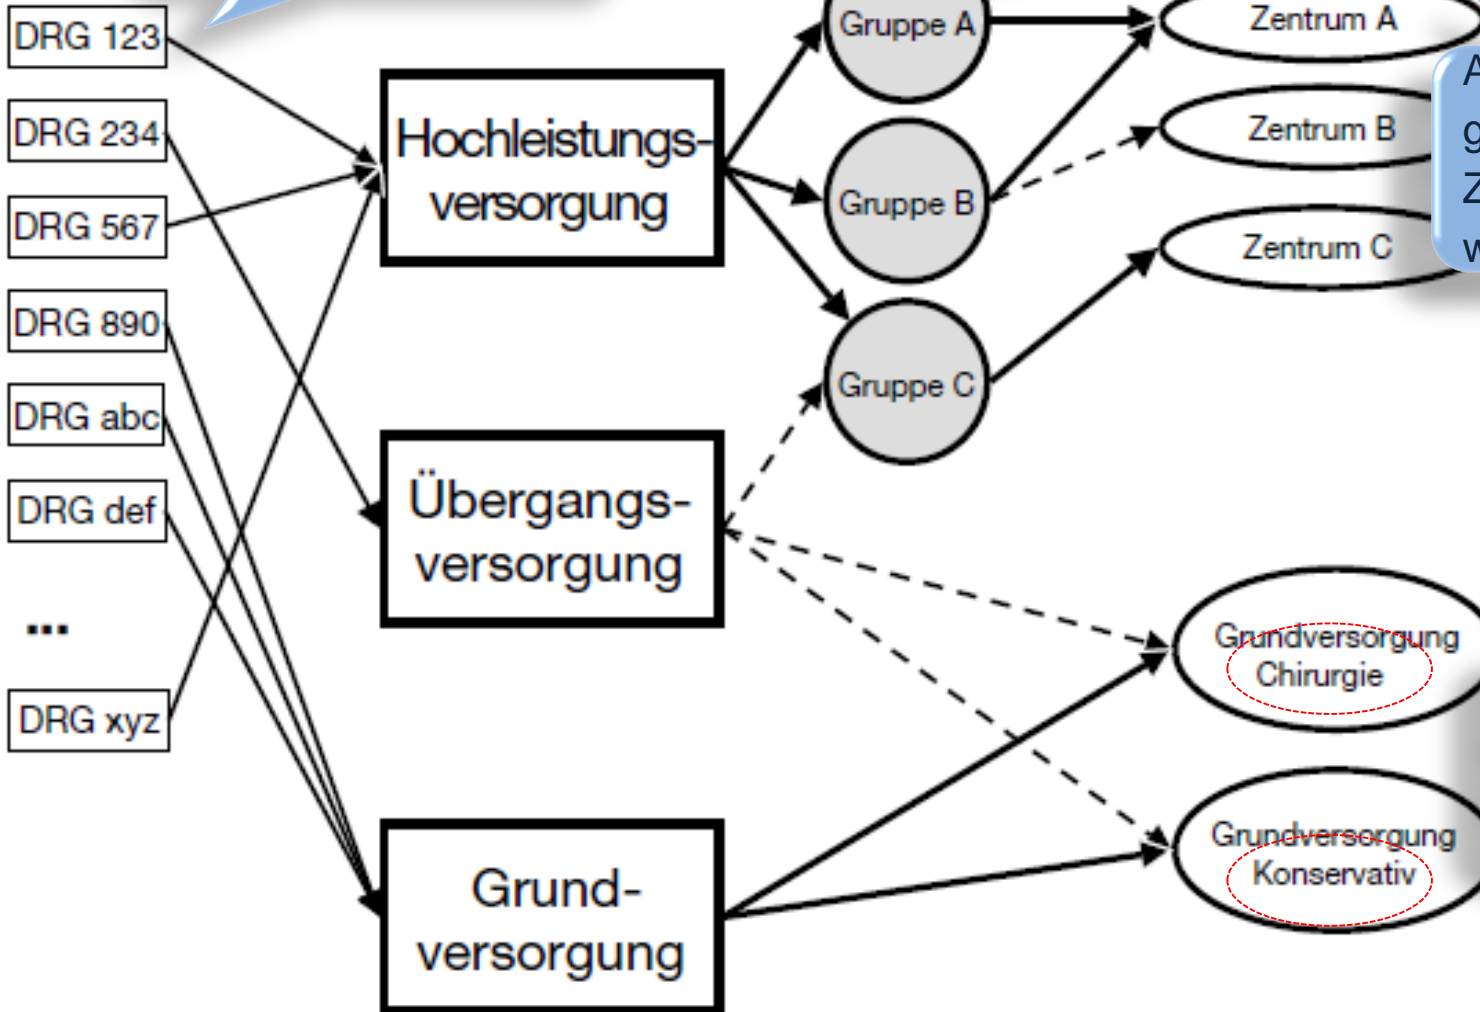 DRG 123
DRG 234
DRG 567
DRG 890
DRG abc
DRG def
...
DRG xyz
Hochleistungs-
versorgung
Übergangs-
versorgung
Grund-
versorgung
Gruppe A
Gruppe B
Gruppe C
Zentrum A
Zentrum B
Zentrum C
Grundversorgung
Chirurgie
Grundversorgung
Konservativ